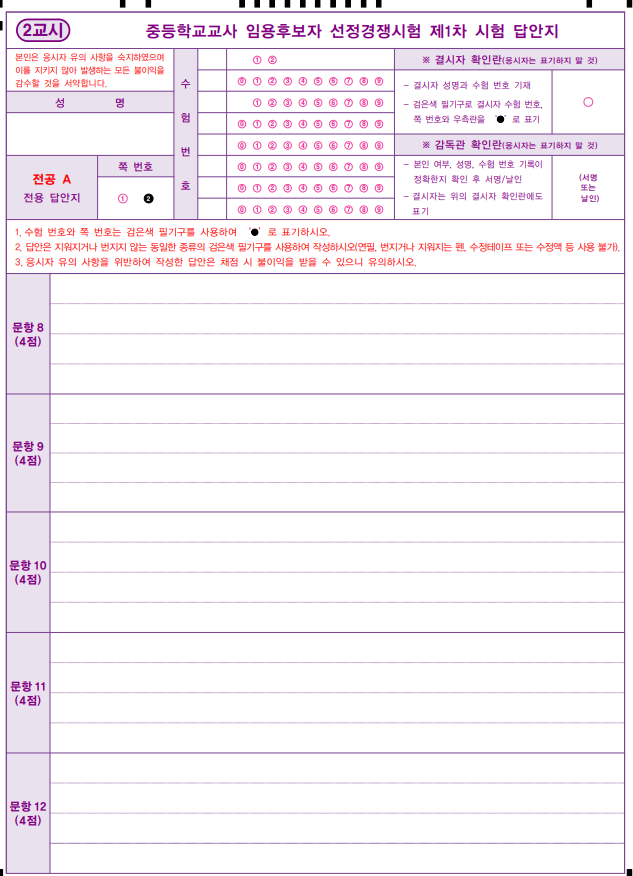 2교시
중등학교교사 임용후보자 선정경쟁시험 제1차 시험 답안지
본인은 응시자 유의 사항을 숙지하였으며
이를 지키지 않아 발생하는 모든 불이익을
감수할 것을 서약합니다.
성 명
전공 A
전용 답안지
쪽 번호
① ❷
수
험
번
호
① ②
⓪ ① ② ③ ④ ⑤ ⑥ ⑦ ⑧ ⑨
① ② ③ ④ ⑤ ⑥ ⑦ ⑧ ⑨
⓪ ① ② ③ ④ ⑤ ⑥ ⑦ ⑧ ⑨
⓪ ① ② ③ ④ ⑤ ⑥ ⑦ ⑧ ⑨
⓪ ① ② ③ ④ ⑤ ⑥ ⑦ ⑧ ⑨
⓪ ① ② ③ ④ ⑤ ⑥ ⑦ ⑧ ⑨
⓪ ① ② ③ ④ ⑤ ⑥ ⑦ ⑧ ⑨
※ 결시자 확인란(응시자는 표기하지 말 것)
– 결시자 성명과 수험 번호 기재
– 검은색 필기구로 결시자 수험 번호,
쪽 번호와 우측란을 '●' 로 표기
○
※ 감독관 확인란(응시자는 표기하지 말 것)
– 본인 여부, 성명, 수험 번호 기록이
정확한지 확인 후 서명/날인
– 결시자는 위의 결시자 확인란에도
표기
(서명
또는
날인)
1. 수험 번호와 쪽 번호는 검은색 필기구를 사용하여 '●' 로 표기하시오.
2. 답안은 지워지거나 번지지 않는 동일한 종류의 검은색 필기구를 사용하여 작성하시오(연필, 번지거나 지워지는 펜, 수정테이프 또는 수정액 등 사용 불가).
3. 응시자 유의 사항을 위반하여 작성한 답안은 채점 시 불이익을 받을 수 있으니 유의하시오.
문항 8
(4점)
문항 9
(4점)
문항 10
(4점)
문항 11
(4점)
문항 12
(4점)